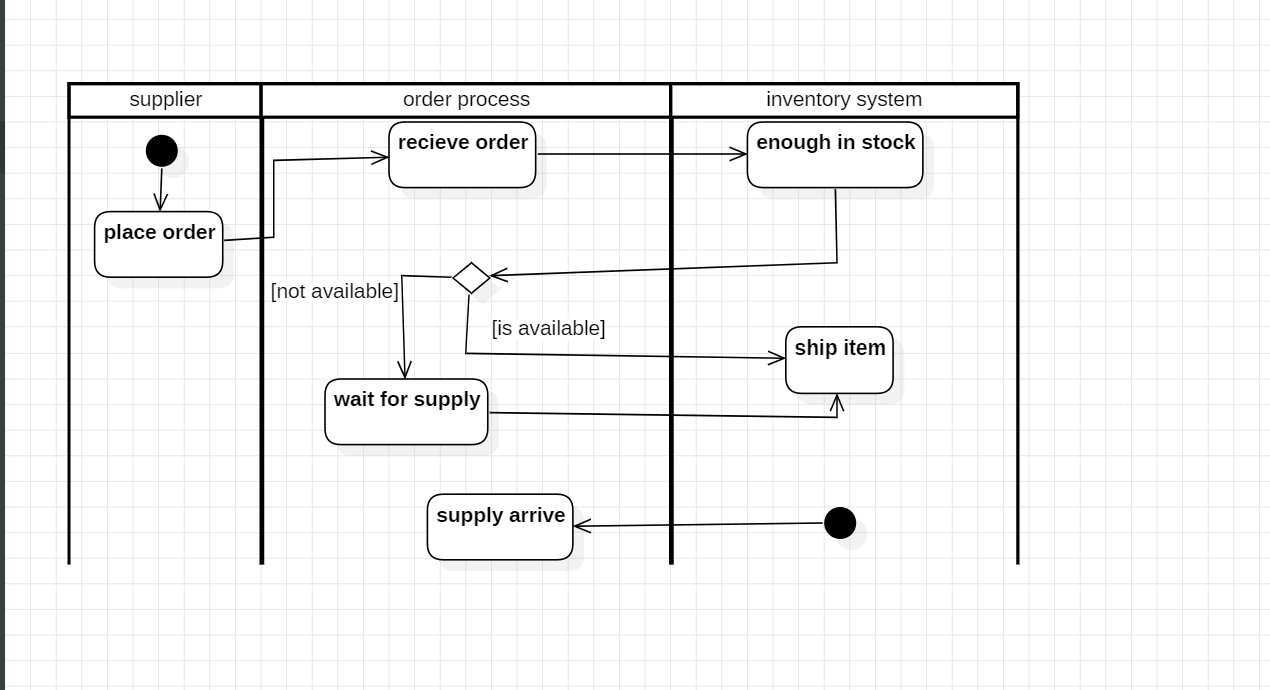 supplier
order process
inventory system
recieve order
enough in stock
place order
[not available]
[is available]
ship item
wait for supply
supply arrive